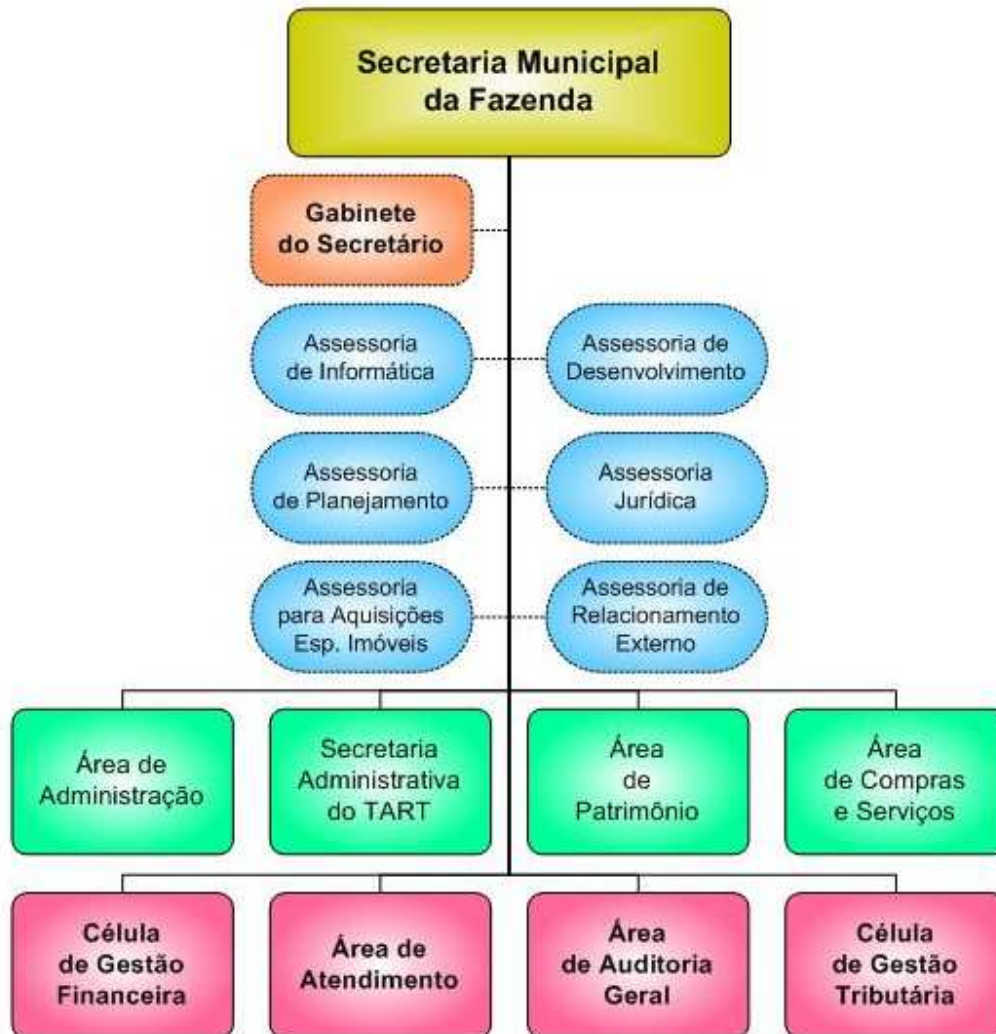 Secretaria Municipal
da Fazenda
Gabinete
do Secretário
Assessoria
de Informática
Assessoria de
Desenvolvimento
Assessoria
de Planejamento
Assessoria
Jurídica
Assessoria
para Aquisições
Esp. Imóveis
Assessoria de
Relacionamento
Externo
Área de
Administração
Secretaria
Administrativa
do TART
Área
de
Patrimônio
Área
de Compras
e Serviços
Célula
de Gestão
Financeira
Área de
Atendimento
Área
de Auditoria
Geral
Célula
de Gestão
Tributária